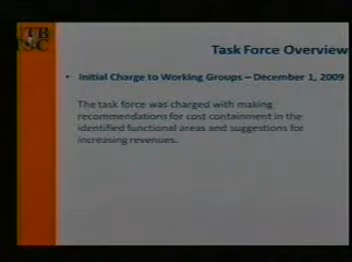 TB
Task Force Overview
• Initial Charge to Working Groups – December 1, 2009
The task force was charged with making
recommendations for cost containment in the
identified functional areas and suggestions for
increasing revenues.